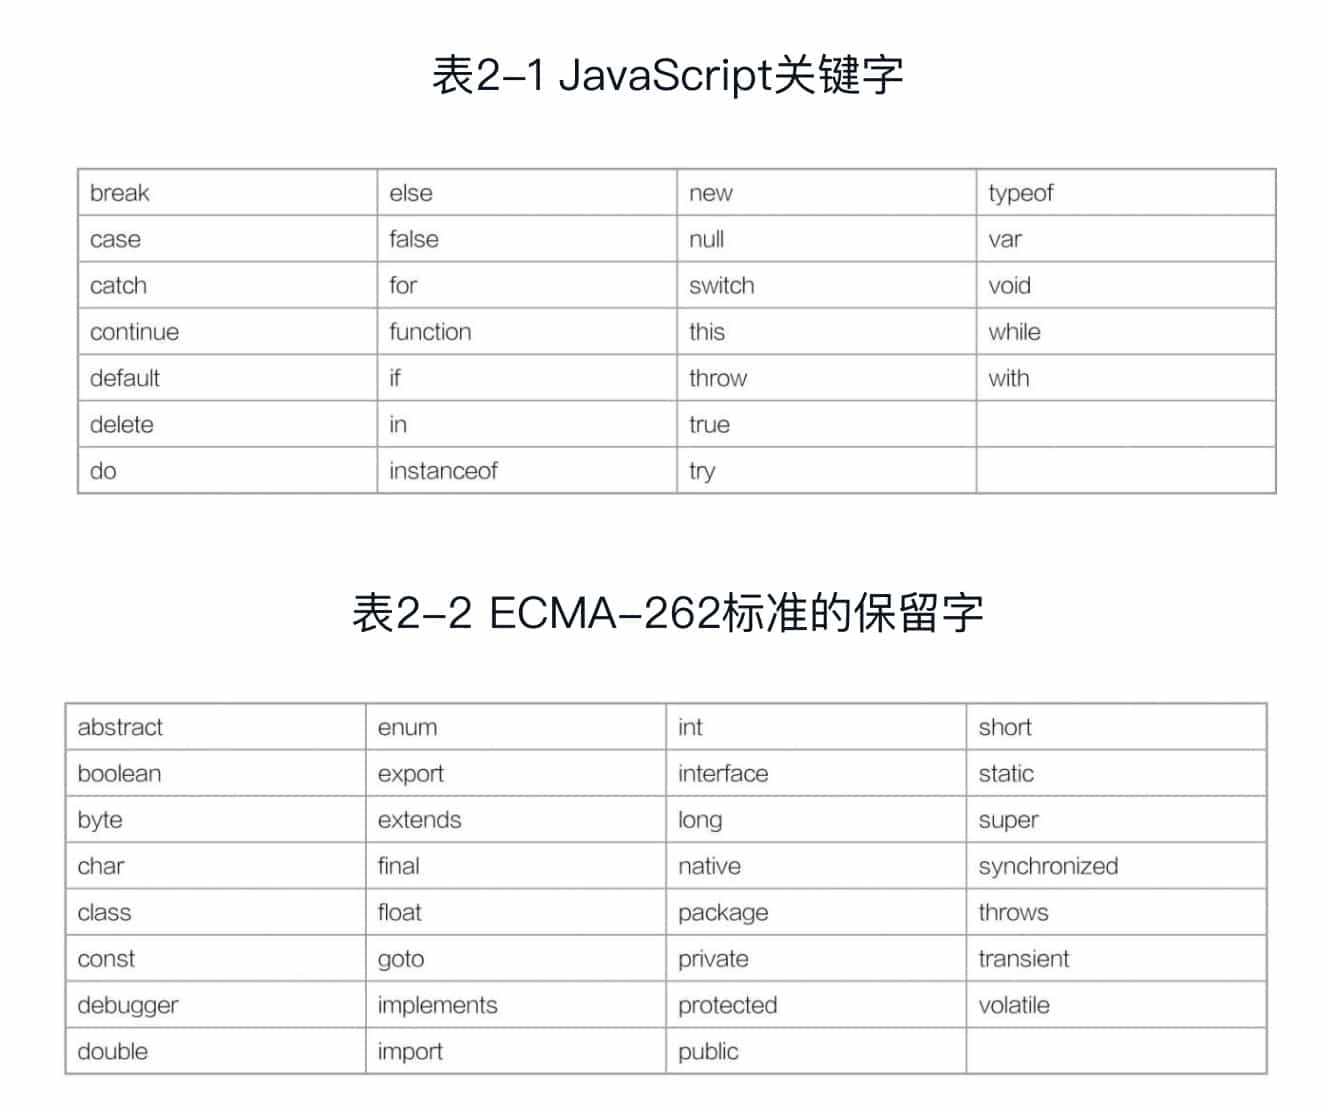 表2-1 JavaScript关键字
break else new typeof
case false null var
catch for switch void
continue function this while
default if throw with
delete in true
do instanceof try
表2-2 ECMA-262标准的保留字
abstract enum int short
boolean export interface static
byte extends long super
char final native synchronized
class float package throws
const goto private transient
debugger implements protected volatile
double import public